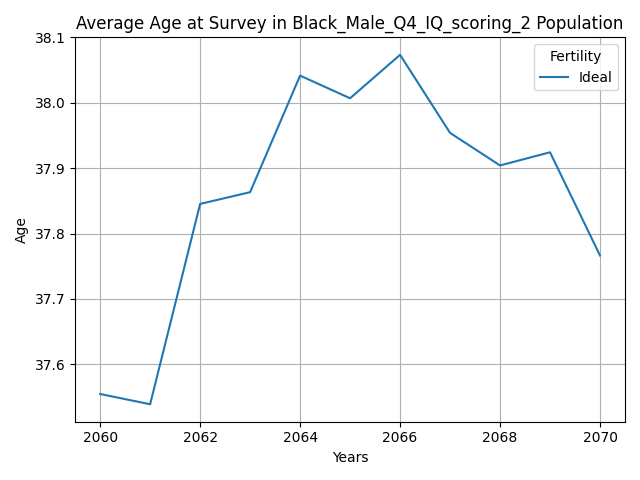 Average Age at Survey in Black_Male_Q4_IQ_scoring_2 Population
38.1
38.0
37.9
37.8
37.7
37.6
Age
Fertility
Ideal
2060
2062
2064
2066
2068
2070
Years